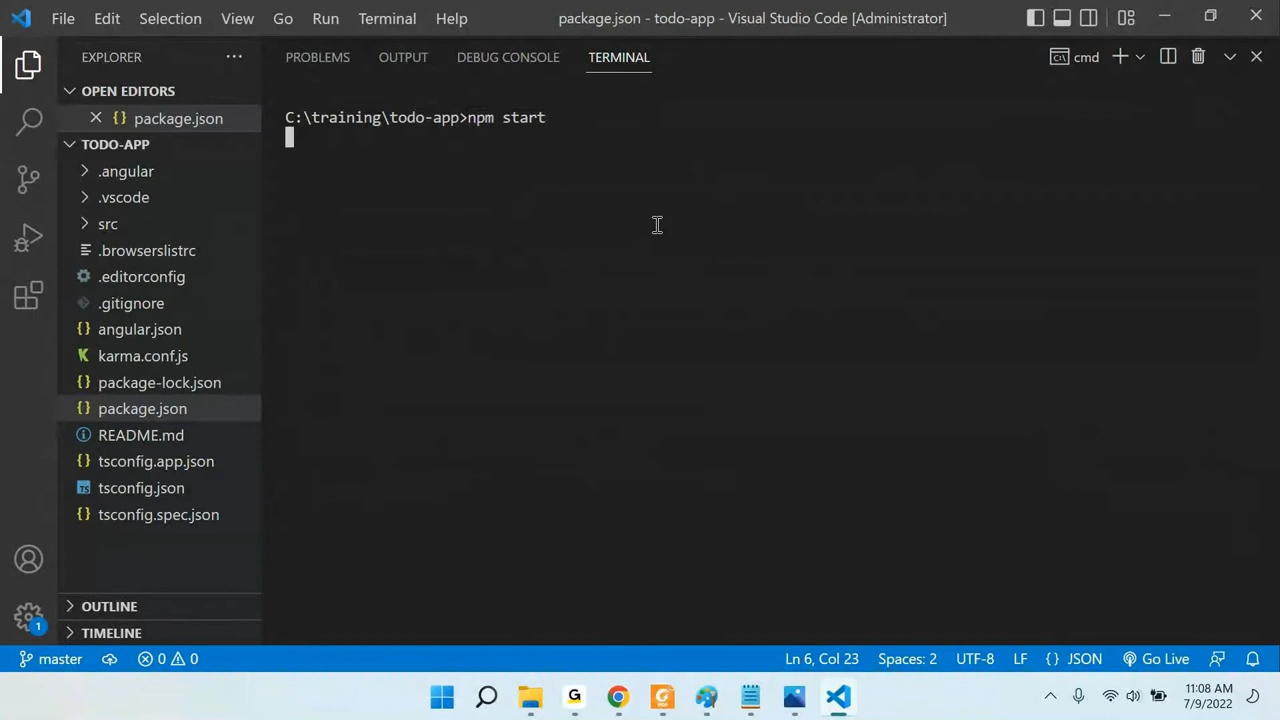 File Edit Selection View Go Run Terminal Help package.json - todo-app - Visual Studio Code [Administrator]
EXPLORER
PROBLEMS OUTPUT DEBUG CONSOLE TERMINAL
cmd
OPEN EDITORS
package.json
TODO-APP
.angular
.vscode
src
.browserslistrc
.editorconfig
.gitignore
angular.json
karma.conf.js
package-lock.json
package.json
README.md
tsconfig.app.json
tsconfig.json
tsconfig.spec.json
OUTLINE
TIMELINE
C:\training\todo-app>npm start
1
master 0 0 Ln 6, Col 23 Spaces: 2 UTF-8 LF {} JSON Go Live
11:08 AM
7/9/2022